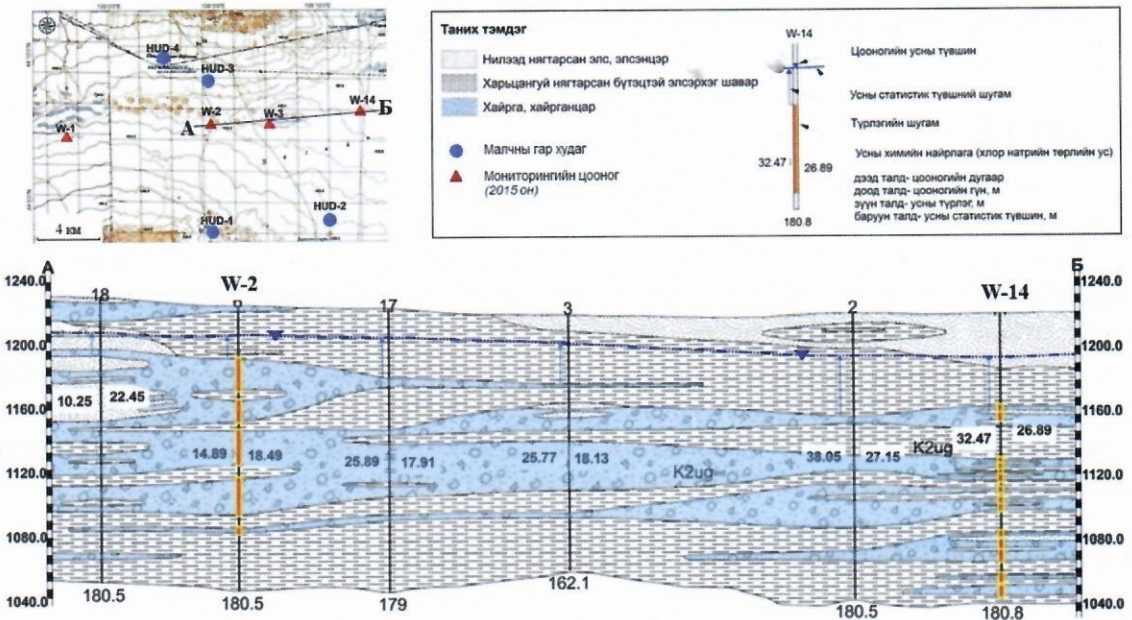 HUD-4
HUD-3
W-2
W-3
W-14
Б
А
W-1
HUD-2
HUD-1
4 км
Таних тэмдэг
Нилээд нягтарсан элс, элсэнцэр
Харьцангуй нягтарсан бүтэцтэй элсэрхэг шавар
Хайрга, хайрганцар
Малчны гар худаг
Мониторингийн цооног
(2015 он)
W-14
Цооногийн усны түвшин
Усны статистик түвшний шугам
Түрлэгийн шугам
Усны химийн найрлага (хлор натрийн төрлийн ус)
32.47 26.89
дээд талд- цооногийн дугаар
доод талд- цооногийн гүн, м
зүүн талд- усны түрлэг, м
баруун талд- усны статистик түвшин, м
180.8
А
Б
1240.0
W-2
W-14
1240.0
18
17
3
2
1200.0
1200.0
1160.0
10.25 22.45
1160.0
14.89 18.49
25.89 17.91
25.77 18.13
38.05 27.15
K2ug
32.47 26.89
K2ug
1120.0
1120.0
1080.0
1080.0
1040.0
1040.0
180.5
180.5
179
162.1
180.5
180.8